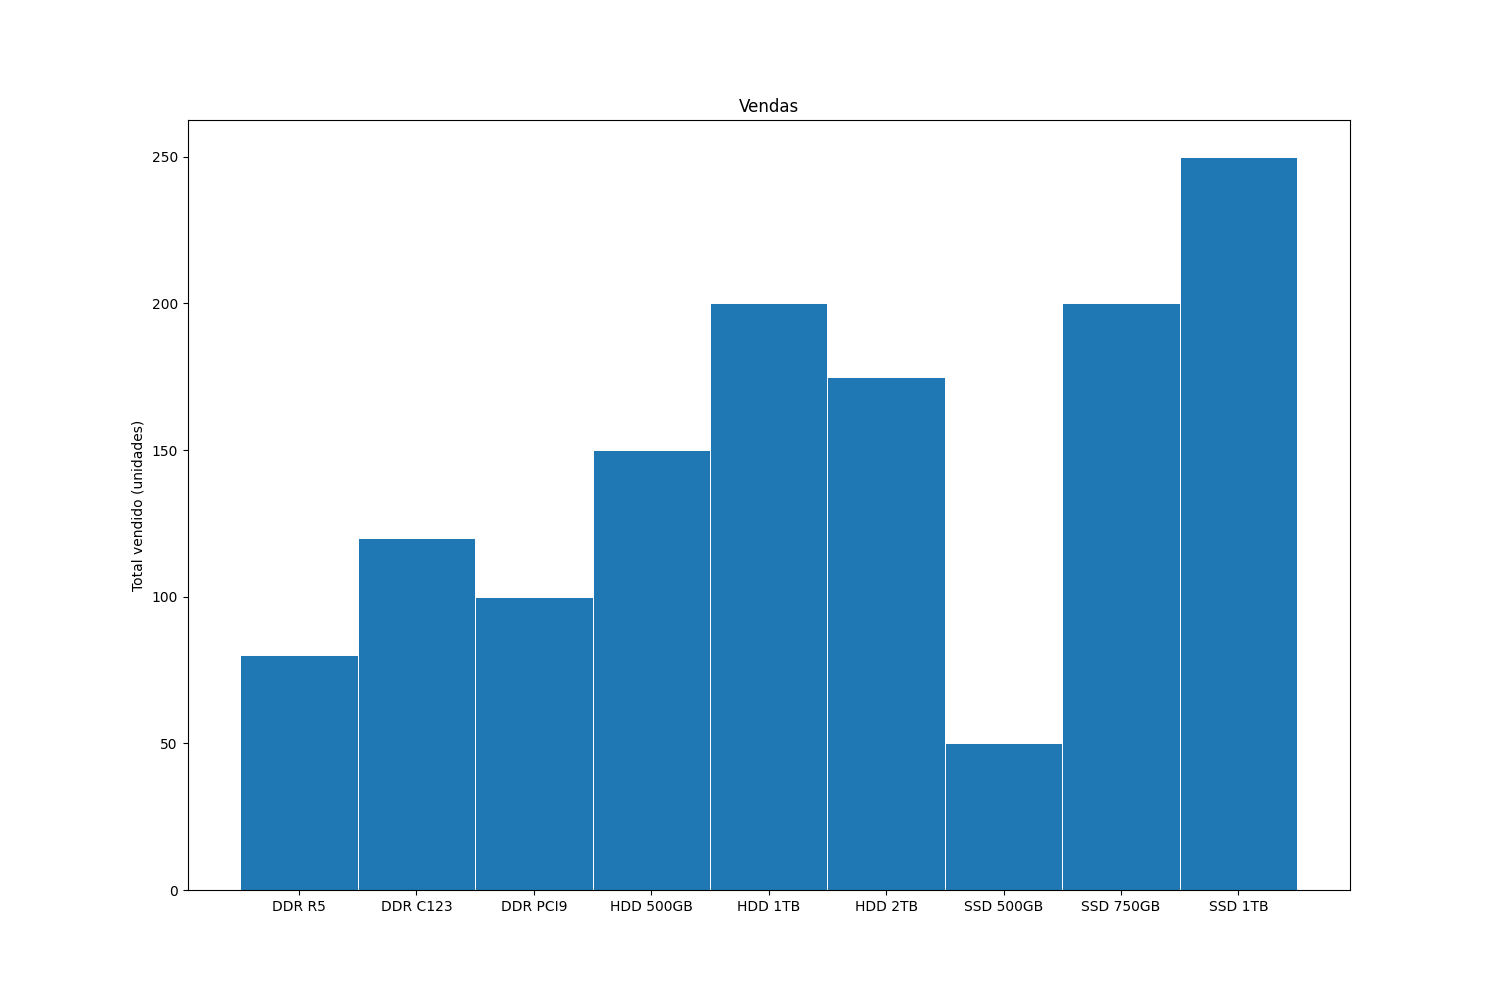 Vendas
Total vendido (unidades)
250
200
150
100
50
0
DDR R5 DDR C123 DDR PCI9 HDD 500GB HDD 1TB HDD 2TB SSD 500GB SSD 750GB SSD 1TB